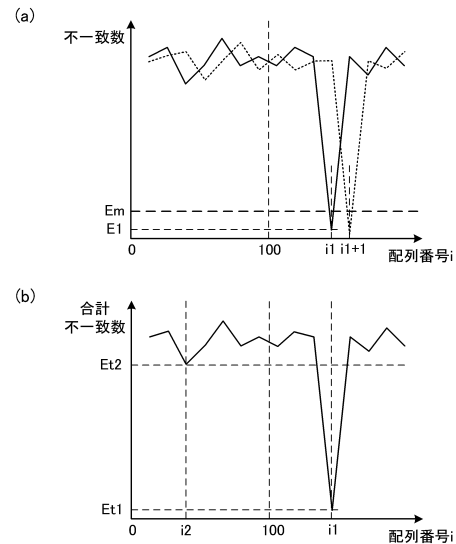 (a)
不一致数
Em
E1
0
100
i1
i1+1
配列番号i
(b)
合計
不一致数
Et2
Et1
0
i2
100
i1
配列番号i